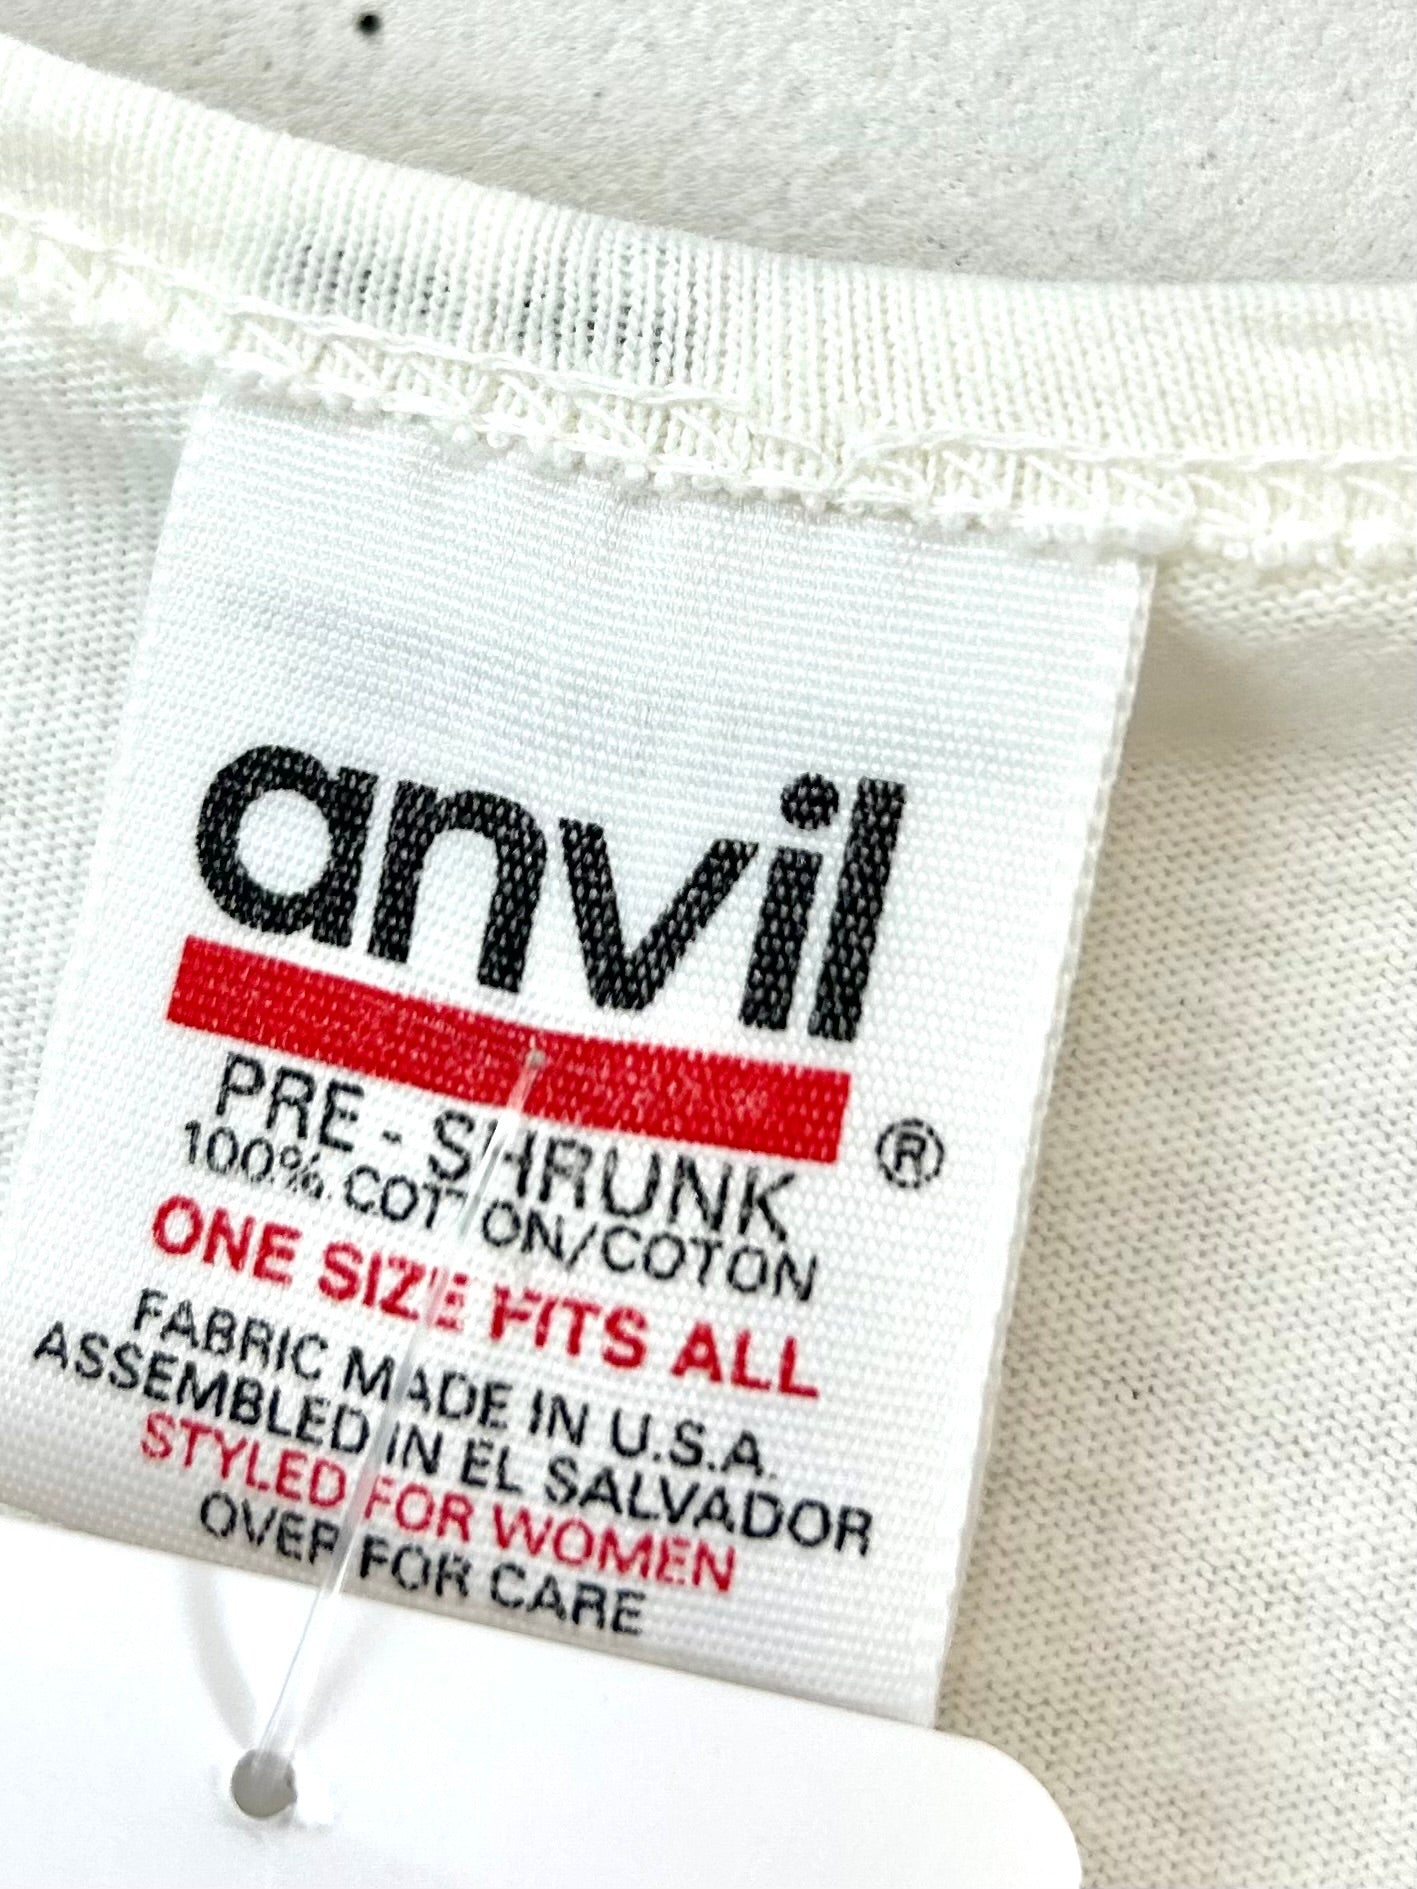 anvil
®
PRE-SHRUNK
100% COTTON/COTON
ONE SIZE FITS ALL
FABRIC MADE IN U.S.A.
ASSEMBLED IN EL SALVADOR
STYLED FOR WOMEN
OVER FOR CARE